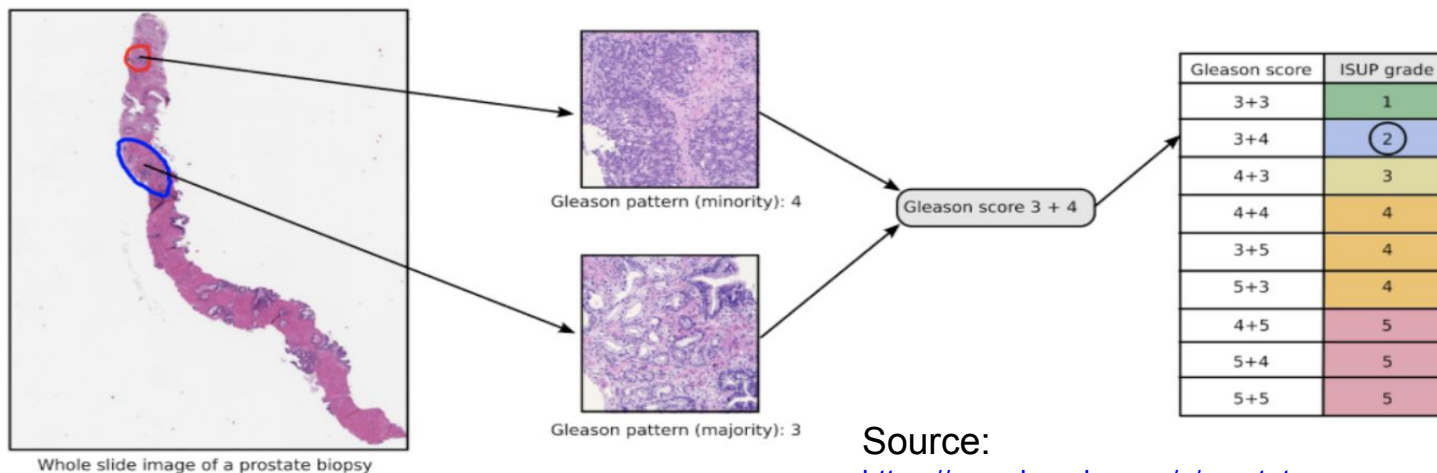 Whole slide image of a prostate biopsy
Gleason pattern (minority): 4
Gleason pattern (majority): 3
Gleason score 3 + 4
Gleason score ISUP grade
3+3 1
3+4 2
4+3 3
4+4 4
3+5 4
5+3 4
4+5 5
5+4 5
5+5 5
Source: